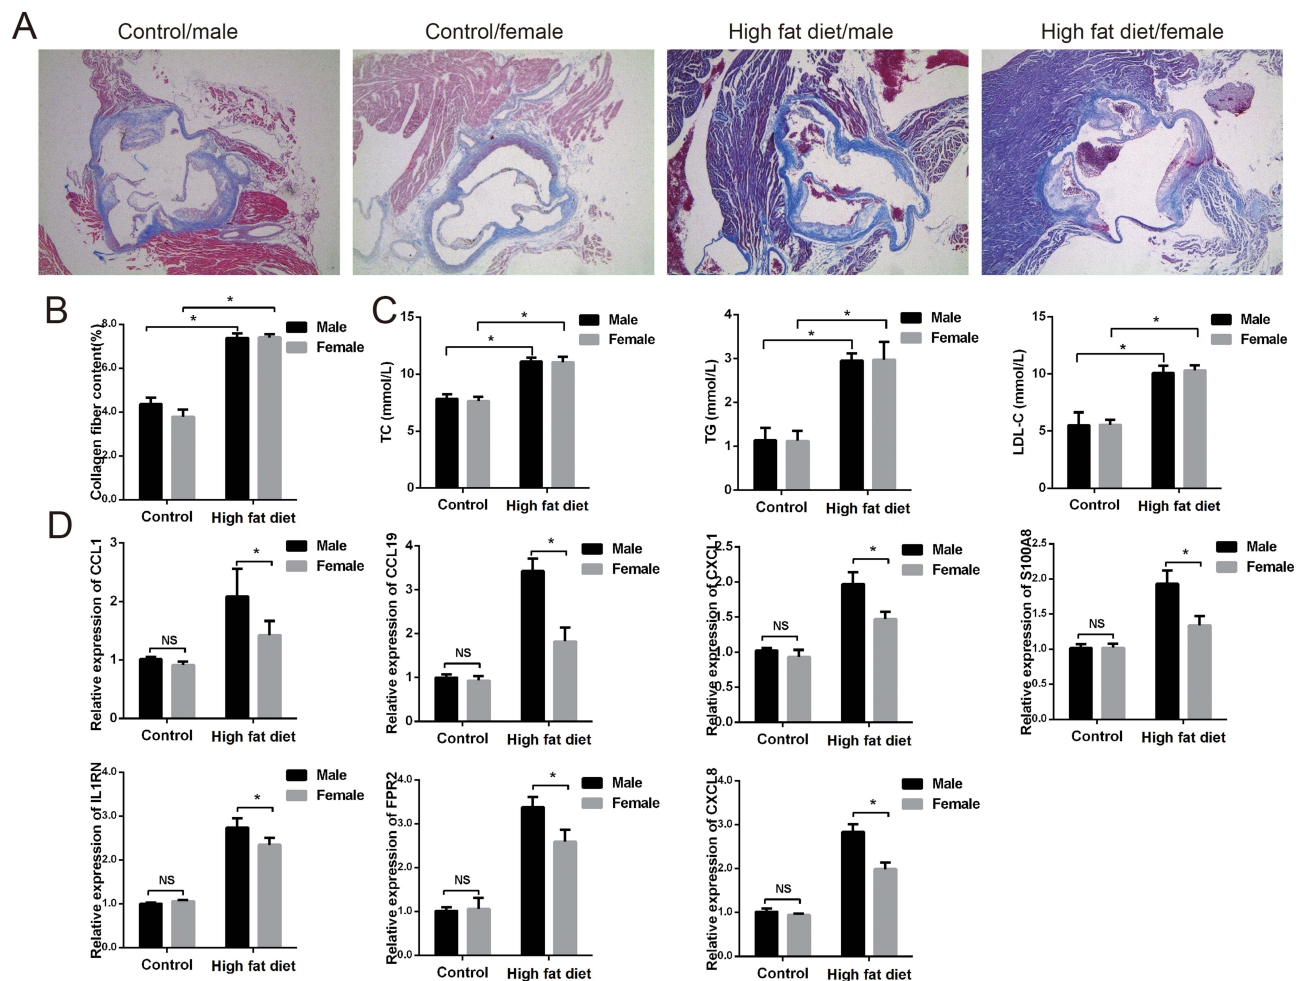 A
Control/male
Control/female
High fat diet/male
High fat diet/female
B
Collagen fiber content(%)
8.0
6.0
4.0
2.0
0.0
*
*
Male
Female
Control
High fat diet
C
TC (mmol/L)
15
10
5
0
*
*
Male
Female
Control
High fat diet
TG (mmol/L)
4
3
2
1
0
*
*
Male
Female
Control
High fat diet
LDL-C (mmol/L)
15
10
5
0
*
*
Male
Female
Control
High fat diet
D
Relative expression of CCL1
3
2
1
0
NS
*
Male
Female
Control
High fat diet
Relative expression of CCL19
4
3
2
1
0
NS
*
Male
Female
Control
High fat diet
Relative expression of CXCL1
2.5
2.0
1.5
1.0
0.5
0.0
NS
*
Male
Female
Control
High fat diet
Relative expression of S100A8
2.5
2.0
1.5
1.0
0.5
0.0
NS
*
Male
Female
Control
High fat diet
Relative expression of IL1RN
4.0
3.0
2.0
1.0
0.0
NS
*
Male
Female
Control
High fat diet
Relative expression of FPR2
4.0
3.0
2.0
1.0
0.0
NS
*
Male
Female
Control
High fat diet
Relative expression of CXCL8
4.0
3.0
2.0
1.0
0.0
NS
*
Male
Female
Control
High fat diet